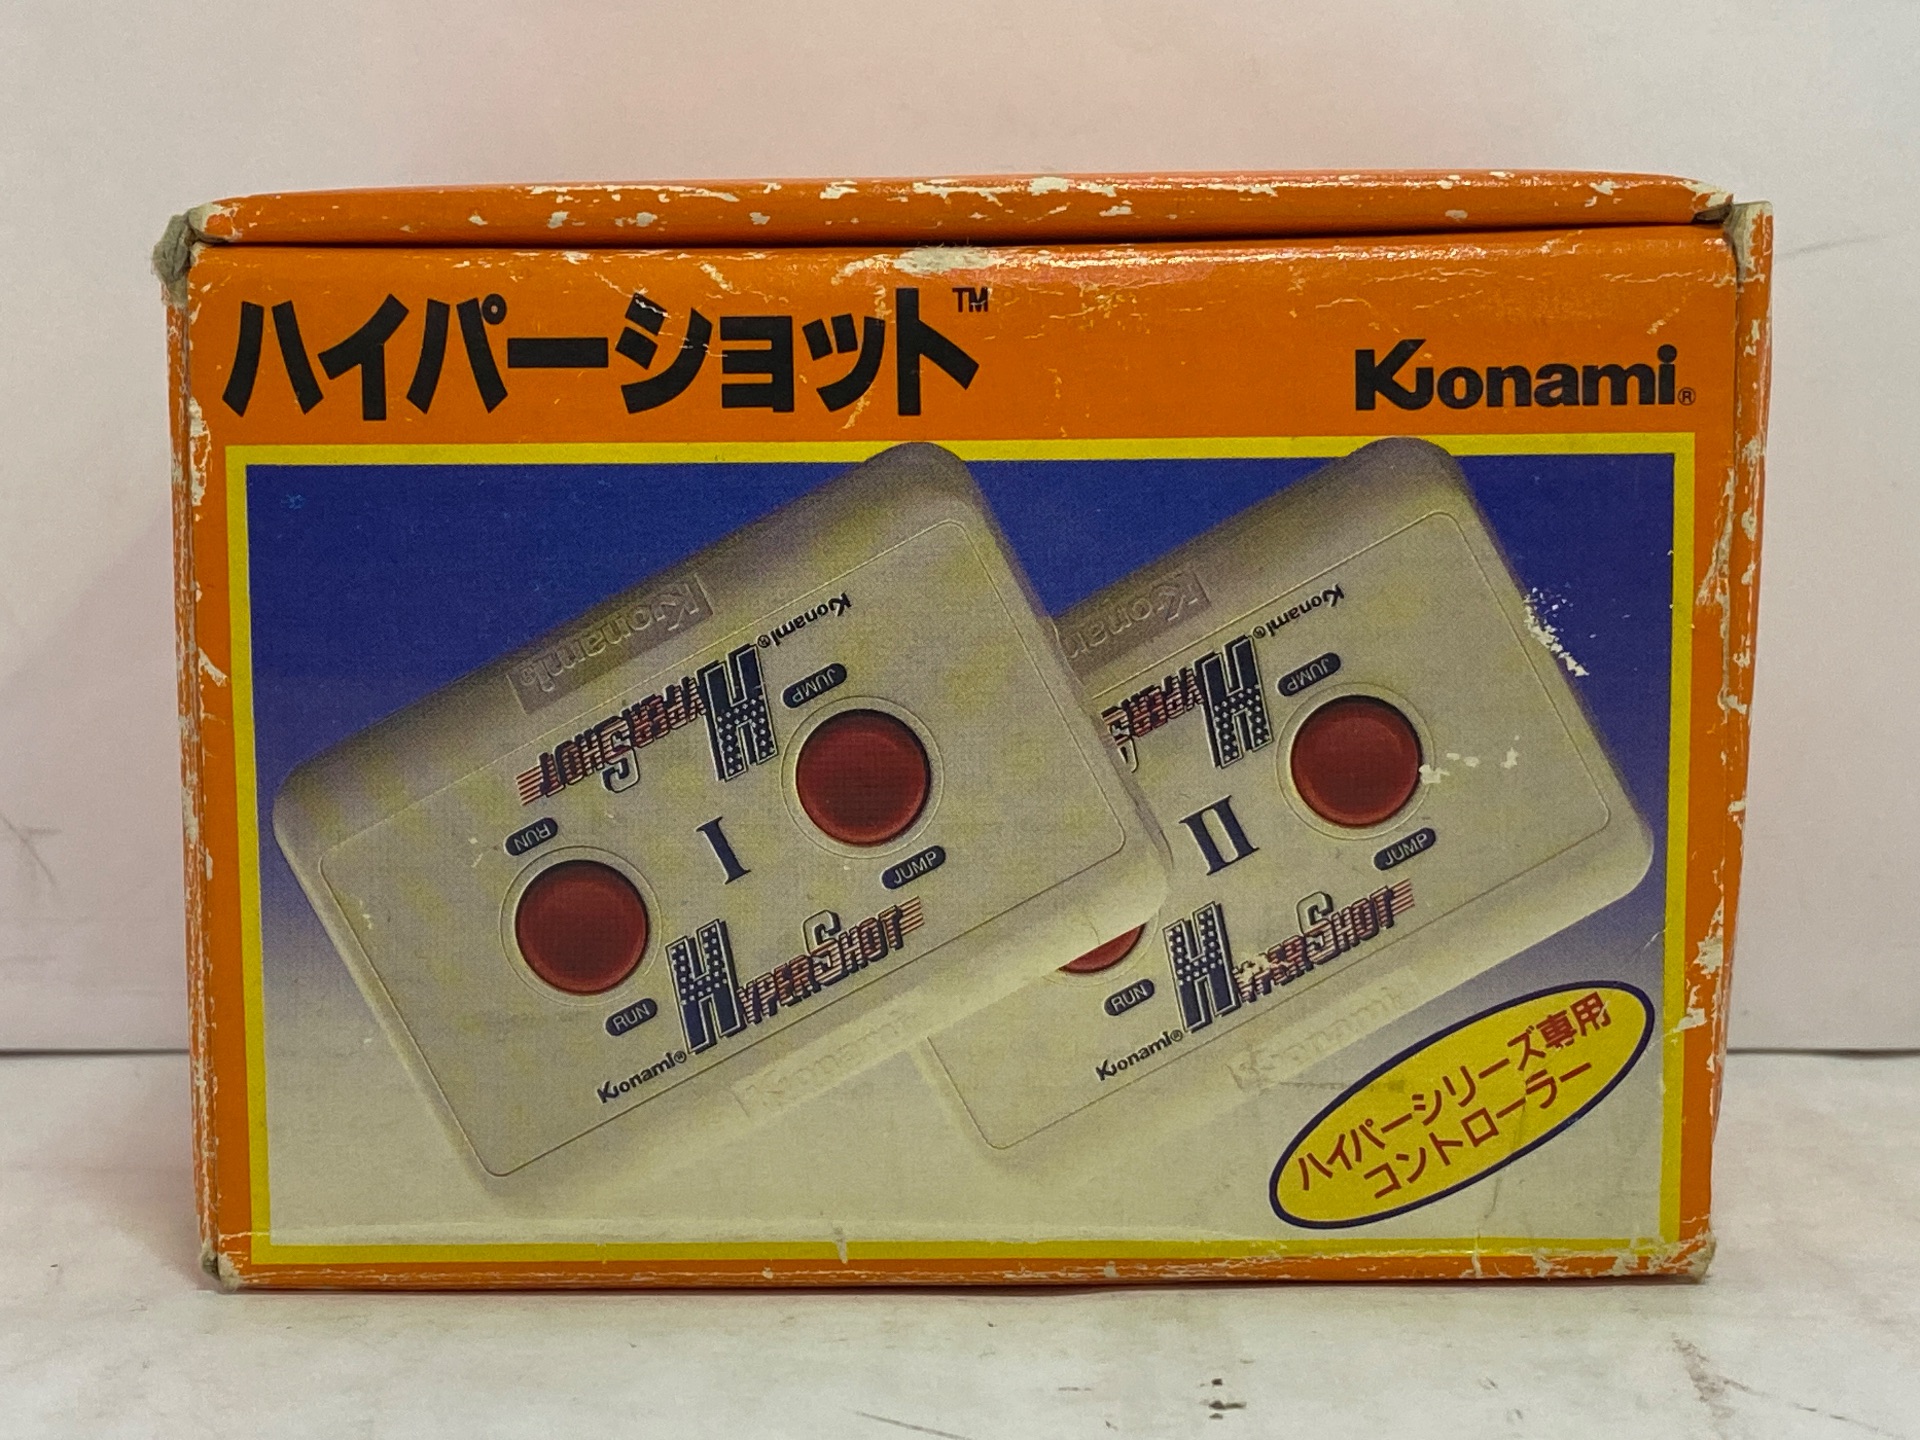 ハイパーショット™
Konami®
Konami
Konami®
HYPERSHOT
JUMP
RUN
I
JUMP
RUN
HYPERSHOT
Konami®
Konami
Konami®
HYPERS
JUMP
II
JUMP
RUN
HYPERSHOT
Konami®
Konami
ハイパーシリーズ専用
コントローラー